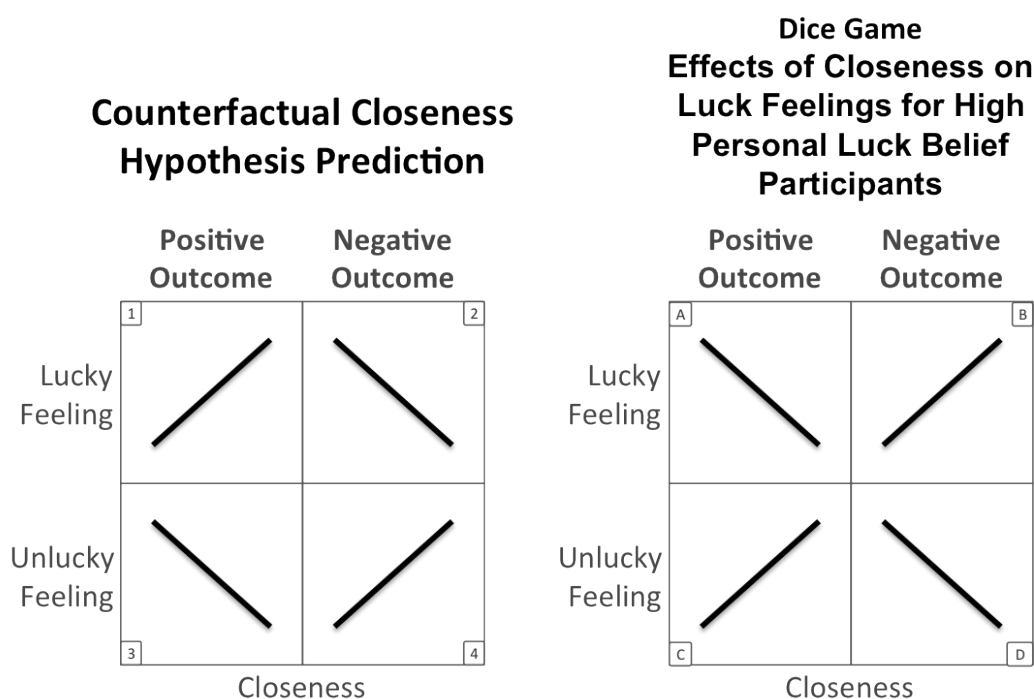 Counterfactual Closeness
Hypothesis Prediction
Positive
Outcome
Negative
Outcome
1
2
Lucky
Feeling
Unlucky
Feeling
3
4
Closeness
Dice Game
Effects of Closeness on
Luck Feelings for High
Personal Luck Belief
Participants
Positive
Outcome
Negative
Outcome
A
B
Lucky
Feeling
Unlucky
Feeling
C
D
Closeness